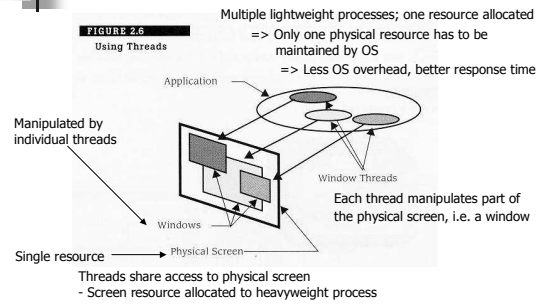 Multiple lightweight processes; one resource allocated
=> Only one physical resource has to be
maintained by OS
=> Less OS overhead, better response time
FIGURE 2.6
Using Threads
Application
Manipulated by
individual threads
Window Threads
Each thread manipulates part of
the physical screen, i.e. a window
Windows
Single resource
Physical Screen
Threads share access to physical screen
- Screen resource allocated to heavyweight process